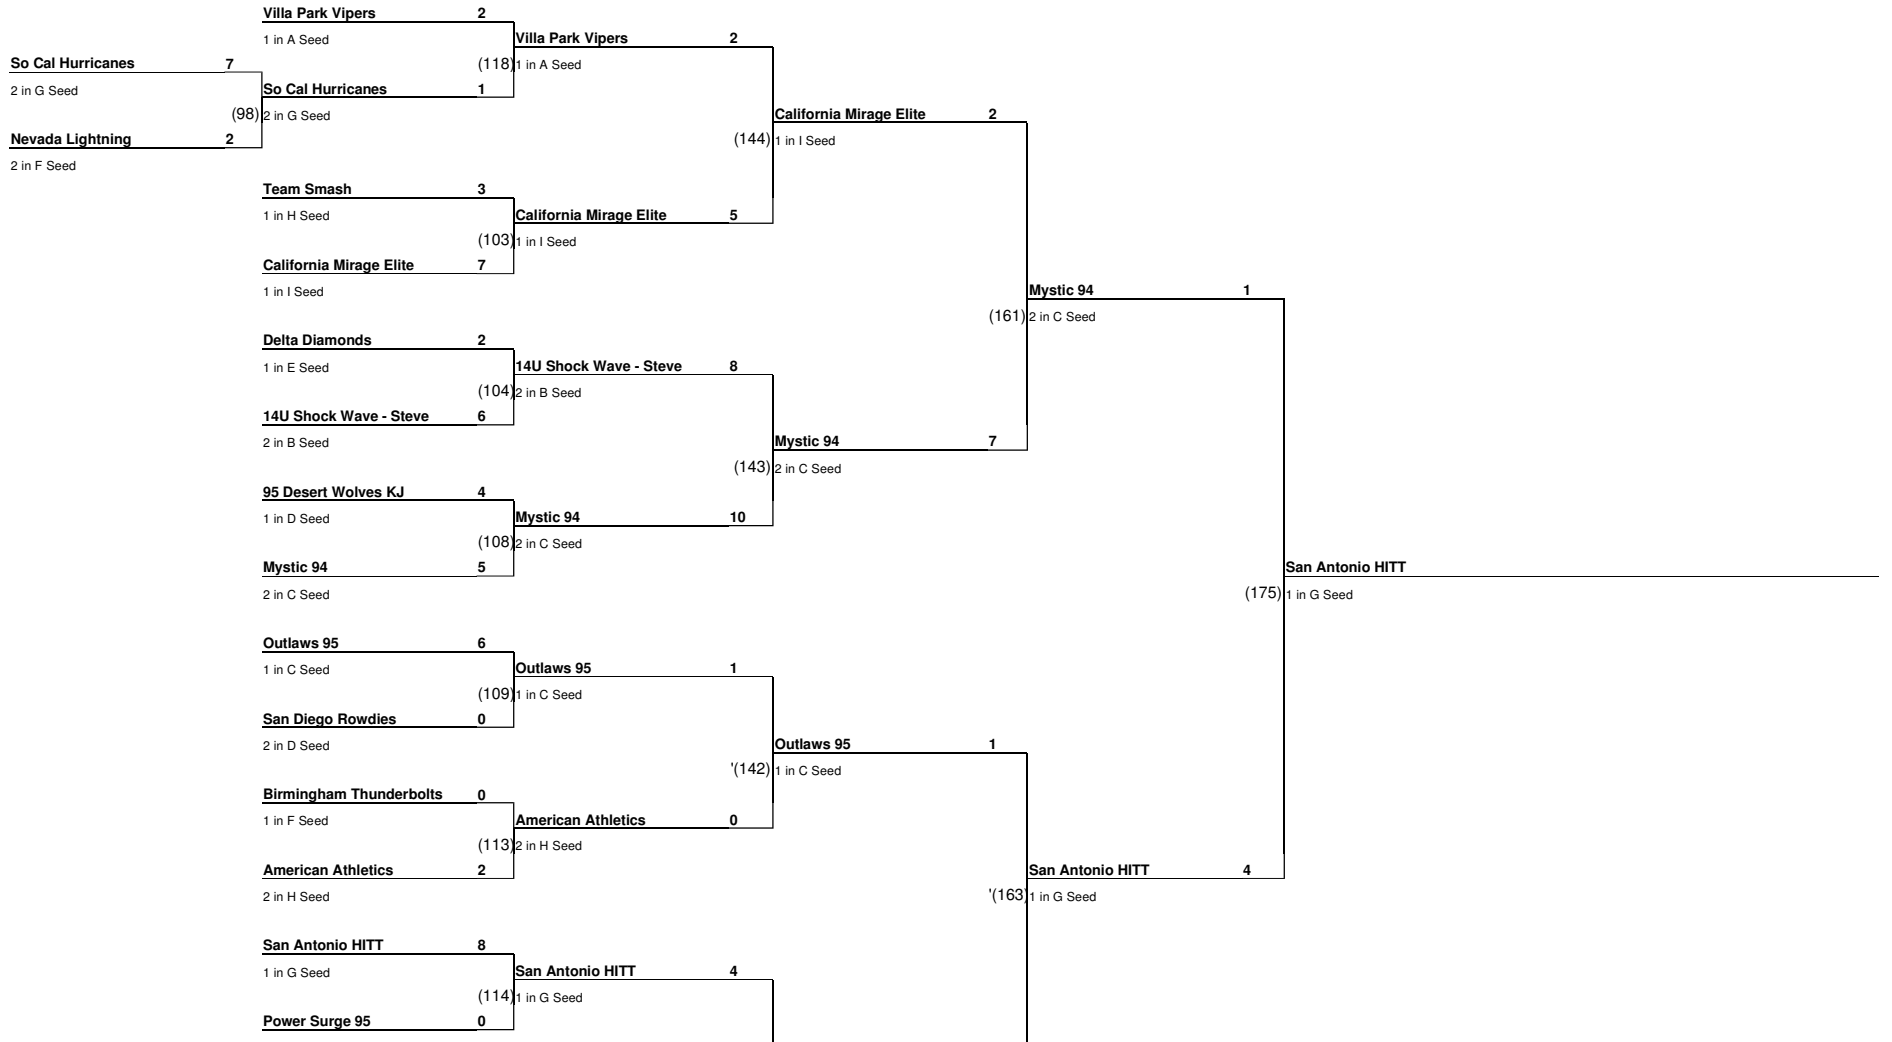 Villa Park Vipers 2
1 in A Seed
Villa Park Vipers 2
So Cal Hurricanes 7
(118) 1 in A Seed
2 in G Seed
So Cal Hurricanes 1
(98) 2 in G Seed
California Mirage Elite 2
Nevada Lightning 2
(144) 1 in I Seed
2 in F Seed
Team Smash 3
1 in H Seed
California Mirage Elite 5
(103) 1 in I Seed
California Mirage Elite 7
1 in I Seed
Mystic 94 1
(161) 2 in C Seed
Delta Diamonds 2
1 in E Seed
14U Shock Wave - Steve 8
(104) 2 in B Seed
14U Shock Wave - Steve 6
2 in B Seed
Mystic 94 7
(143) 2 in C Seed
95 Desert Wolves KJ 4
1 in D Seed
Mystic 94 10
(108) 2 in C Seed
Mystic 94 5
San Antonio HITT
2 in C Seed
(175) 1 in G Seed
Outlaws 95 6
1 in C Seed
Outlaws 95 1
(109) 1 in C Seed
San Diego Rowdies 0
2 in D Seed
Outlaws 95 1
'(142) 1 in C Seed
Birmingham Thunderbolts 0
1 in F Seed
American Athletics 0
(113) 2 in H Seed
American Athletics 2
San Antonio HITT 4
2 in H Seed
'(163) 1 in G Seed
San Antonio HITT 8
1 in G Seed
San Antonio HITT 4
(114) 1 in G Seed
Power Surge 95 0